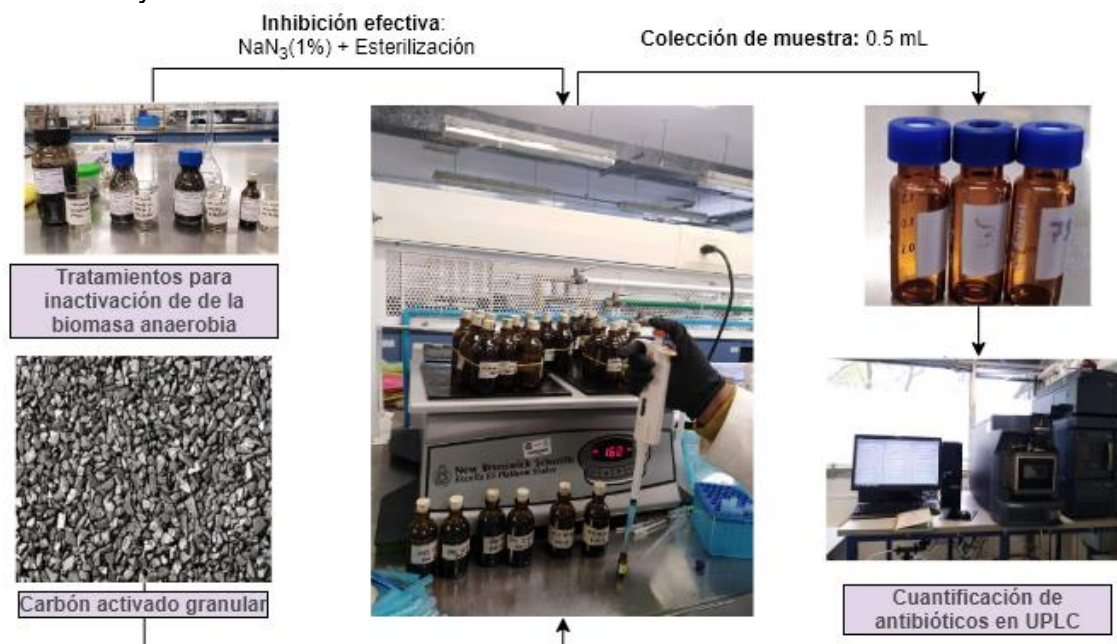 Inhibición efectiva:
NaN₃(1%) + Esterilización
Colección de muestra: 0.5 mL
Tratamientos para
inactivación de de la
biomasa anaerobia
New Brunswick Scientific
160
Carbón activado granular
Cuantificación de
antibióticos en UPLC